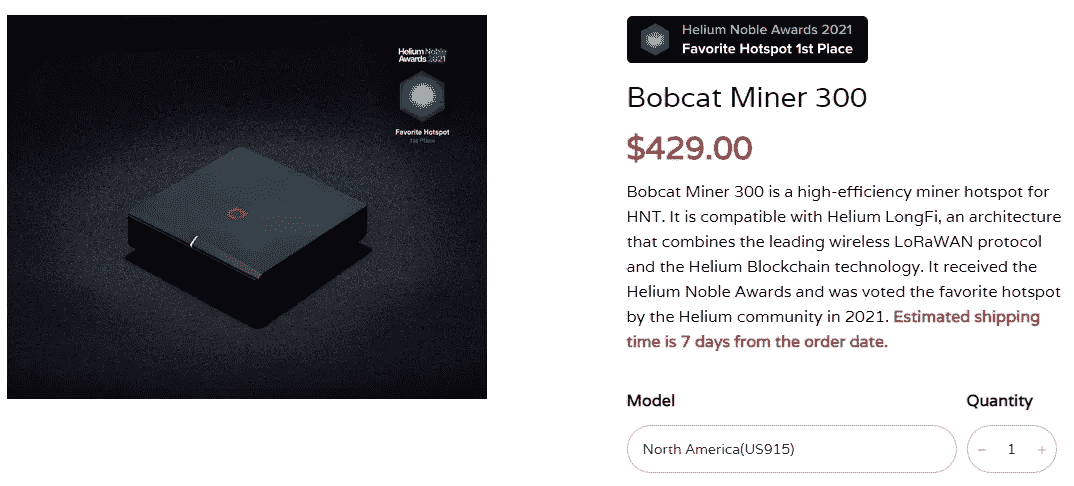 Helium Noble
Awards 2021
Favorite Hotspot
1st Place
Helium Noble Awards 2021
Favorite Hotspot 1st Place
Bobcat Miner 300
$429.00
Bobcat Miner 300 is a high-efficiency miner hotspot for
HNT. It is compatible with Helium LongFi, an architecture
that combines the leading wireless LoRaWAN protocol
and the Helium Blockchain technology. It received the
Helium Noble Awards and was voted the favorite hotspot
by the Helium community in 2021. Estimated shipping
time is 7 days from the order date.
Model Quantity
North America(US915) − 1 +